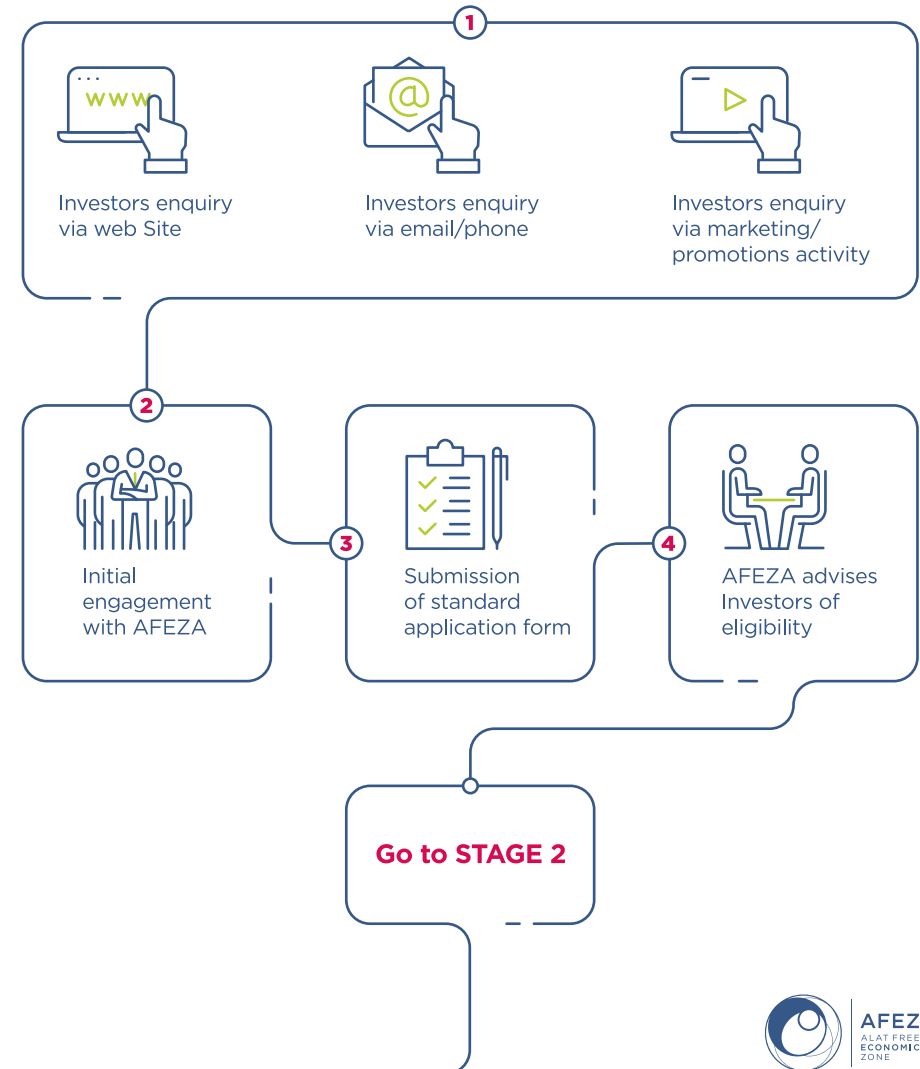 1
www
@
Investors enquiry
via web Site
Investors enquiry
via email/phone
Investors enquiry
via marketing/
promotions activity
2
Initial
engagement
with AFEZA
3
Submission
of standard
application form
4
AFEZA advises
Investors of
eligibility
Go to STAGE 2
AFEZ
ALAT FREE
ECONOMIC
ZONE